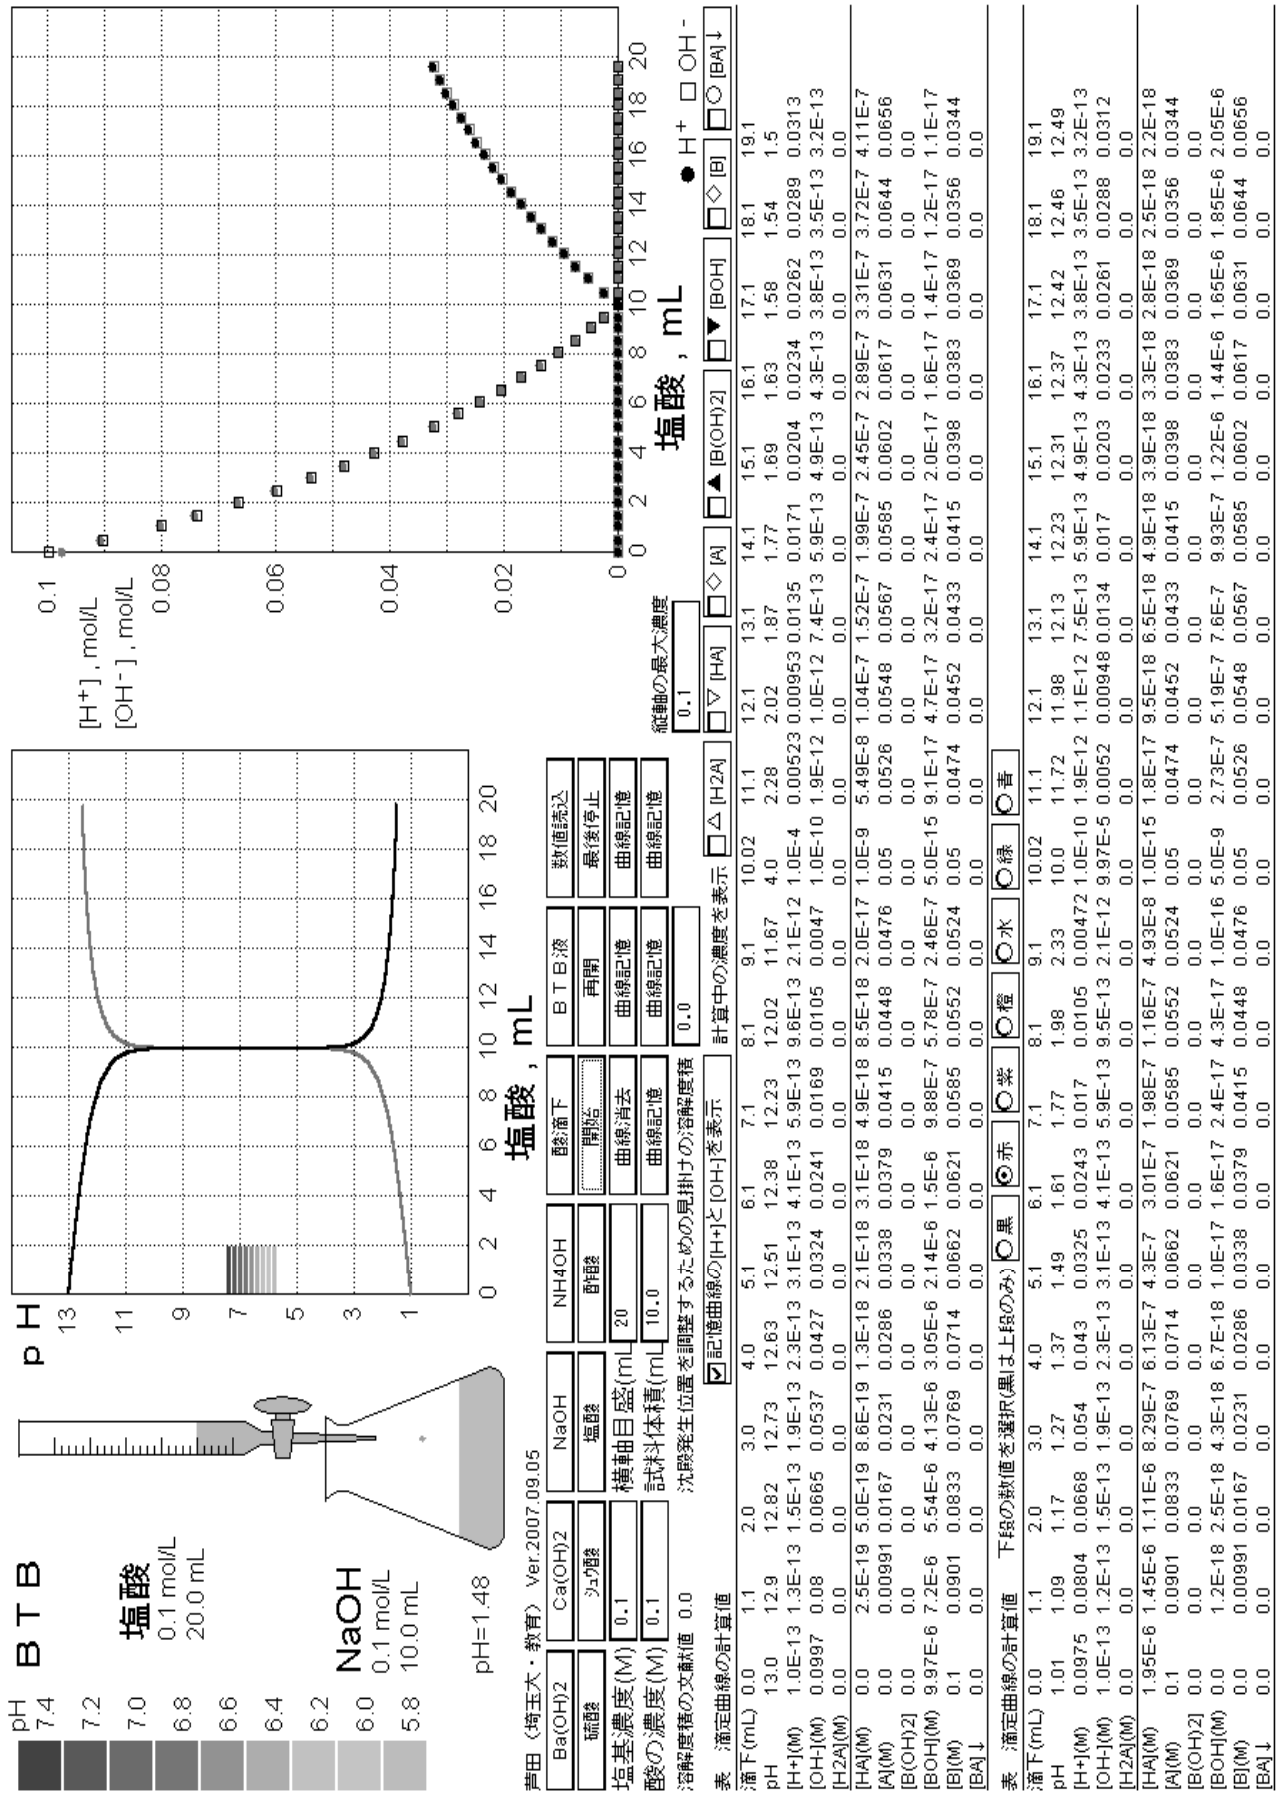 BTB
pH
7.4
7.2
7.0
6.8
6.6
6.4
6.2
6.0
5.8
塩酸
0.1 mol/L
20.0 mL
NaOH
0.1 mol/L
10.0 mL
pH=1.48
pH
13
11
9
7
5
3
1
0 2 4 6 8 10 12 14 16 18 20
塩酸, mL
[H+], mol/L
[OH-], mol/L
0.1
0.08
0.06
0.04
0.02
0
0 2 4 6 8 10 12 14 16 18 20
塩酸, mL
● H+ □ OH-
芦田(埼玉大・教育) Ver.2007.09.05
Ba(OH)2 Ca(OH)2 NaOH NH4OH 酸滴下 BTB液 数値読込
硫酸 シュウ酸 塩酸 酢酸 開始 再開 最後停止
塩基濃度(M) 0.1 横軸目盛(mL 20 曲線消去 曲線記憶 曲線記憶
酸の濃度(M) 0.1 試料体積(mL 10.0 曲線記憶 曲線記憶 曲線記憶
縦軸の最大濃度
0.1
溶解度積の文献値 0.0 沈殿発生位置を調整するための見掛けの溶解度積 0.0
表 滴定曲線の計算値 記憶曲線の[H+]と[OH-]を表示 計算中の濃度を表示 △ [H2A] ▽ [HA] ◇ [A] ▲ [B(OH)2] ▼ [BOH] ◇ [B] ○ [BA]↓
滴下(mL) 0.0 1.1 2.0 3.0 4.0 5.1 6.1 7.1 8.1 9.1 10.02 11.1 12.1 13.1 14.1 15.1 16.1 17.1 18.1 19.1
pH 13.0 12.9 12.82 12.73 12.63 12.51 12.38 12.23 12.02 11.67 4.0 2.28 2.02 1.87 1.77 1.69 1.63 1.58 1.54 1.5
[H+](M) 1.0E-13 1.3E-13 1.5E-13 1.9E-13 2.3E-13 3.1E-13 4.1E-13 5.9E-13 9.6E-13 2.1E-12 1.0E-4 0.00523 0.00953 0.0135 0.0171 0.0204 0.0234 0.0262 0.0289 0.0313
[OH-](M) 0.0997 0.08 0.0665 0.0537 0.0427 0.0324 0.0241 0.0169 0.0105 0.0047 1.0E-10 1.9E-12 1.0E-12 7.4E-13 5.9E-13 4.9E-13 4.3E-13 3.8E-13 3.5E-13 3.2E-13
[H2A](M) 0.0 0.0 0.0 0.0 0.0 0.0 0.0 0.0 0.0 0.0 0.0 0.0 0.0 0.0 0.0 0.0 0.0 0.0 0.0 0.0
[HA](M) 0.0 2.5E-19 5.0E-19 8.6E-19 1.3E-18 2.1E-18 3.1E-18 4.9E-18 8.5E-18 2.0E-17 1.0E-9 5.49E-8 1.04E-7 1.52E-7 1.99E-7 2.45E-7 2.89E-7 3.31E-7 3.72E-7 4.11E-7
[A](M) 0.0 0.00991 0.0167 0.0231 0.0286 0.0338 0.0379 0.0415 0.0448 0.0476 0.05 0.0526 0.0548 0.0567 0.0585 0.0602 0.0617 0.0631 0.0644 0.0656
[B(OH)2] 0.0 0.0 0.0 0.0 0.0 0.0 0.0 0.0 0.0 0.0 0.0 0.0 0.0 0.0 0.0 0.0 0.0 0.0 0.0 0.0
[BOH](M) 9.97E-6 7.2E-6 5.54E-6 4.13E-6 3.05E-6 2.14E-6 1.5E-6 9.88E-7 5.78E-7 2.46E-7 5.0E-15 9.1E-17 4.7E-17 3.2E-17 2.4E-17 2.0E-17 1.6E-17 1.4E-17 1.2E-17 1.1E-17
[B](M) 0.1 0.0901 0.0833 0.0769 0.0714 0.0662 0.0621 0.0585 0.0552 0.0524 0.05 0.0474 0.0452 0.0433 0.0415 0.0398 0.0383 0.0369 0.0356 0.0344
[BA]↓ 0.0 0.0 0.0 0.0 0.0 0.0 0.0 0.0 0.0 0.0 0.0 0.0 0.0 0.0 0.0 0.0 0.0 0.0 0.0 0.0
表 滴定曲線の計算値 下段の数値を選択(黒は上段のみ) 黒 赤 紫 橙 水 緑 青
滴下(mL) 0.0 1.1 2.0 3.0 4.0 5.1 6.1 7.1 8.1 9.1 10.02 11.1 12.1 13.1 14.1 15.1 16.1 17.1 18.1 19.1
pH 1.01 1.09 1.17 1.27 1.37 1.49 1.61 1.77 1.98 2.33 10.0 11.72 11.98 12.13 12.23 12.31 12.37 12.42 12.46 12.49
[H+](M) 0.0975 0.0804 0.0668 0.054 0.043 0.0325 0.0243 0.017 0.0105 0.00472 1.0E-10 1.9E-12 1.1E-12 7.5E-13 5.9E-13 4.9E-13 4.3E-13 3.8E-13 3.5E-13 3.2E-13
[OH-](M) 1.0E-13 1.2E-13 1.5E-13 1.9E-13 2.3E-13 3.1E-13 4.1E-13 5.9E-13 9.5E-13 2.1E-12 9.97E-5 0.0052 0.00948 0.0134 0.017 0.0203 0.0233 0.0261 0.0288 0.0312
[H2A](M) 0.0 0.0 0.0 0.0 0.0 0.0 0.0 0.0 0.0 0.0 0.0 0.0 0.0 0.0 0.0 0.0 0.0 0.0 0.0 0.0
[HA](M) 1.95E-6 1.45E-6 1.11E-6 8.29E-7 6.13E-7 4.3E-7 3.01E-7 1.98E-7 1.16E-7 4.93E-8 1.0E-15 1.8E-17 9.5E-18 6.5E-18 4.9E-18 3.9E-18 3.3E-18 2.8E-18 2.5E-18 2.2E-18
[A](M) 0.1 0.0901 0.0833 0.0769 0.0714 0.0662 0.0621 0.0585 0.0552 0.0524 0.05 0.0474 0.0452 0.0433 0.0415 0.0398 0.0383 0.0369 0.0356 0.0344
[B(OH)2] 0.0 0.0 0.0 0.0 0.0 0.0 0.0 0.0 0.0 0.0 0.0 0.0 0.0 0.0 0.0 0.0 0.0 0.0 0.0 0.0
[BOH](M) 0.0 1.2E-18 2.5E-18 4.3E-18 6.7E-18 1.0E-17 1.6E-17 2.4E-17 4.3E-17 1.0E-16 5.0E-9 2.73E-7 5.19E-7 7.6E-7 9.93E-7 1.22E-6 1.44E-6 1.65E-6 1.85E-6 2.05E-6
[B](M) 0.0 0.00991 0.0167 0.0231 0.0286 0.0338 0.0379 0.0415 0.0448 0.0476 0.05 0.0526 0.0548 0.0567 0.0585 0.0602 0.0617 0.0631 0.0644 0.0656
[BA]↓ 0.0 0.0 0.0 0.0 0.0 0.0 0.0 0.0 0.0 0.0 0.0 0.0 0.0 0.0 0.0 0.0 0.0 0.0 0.0 0.0